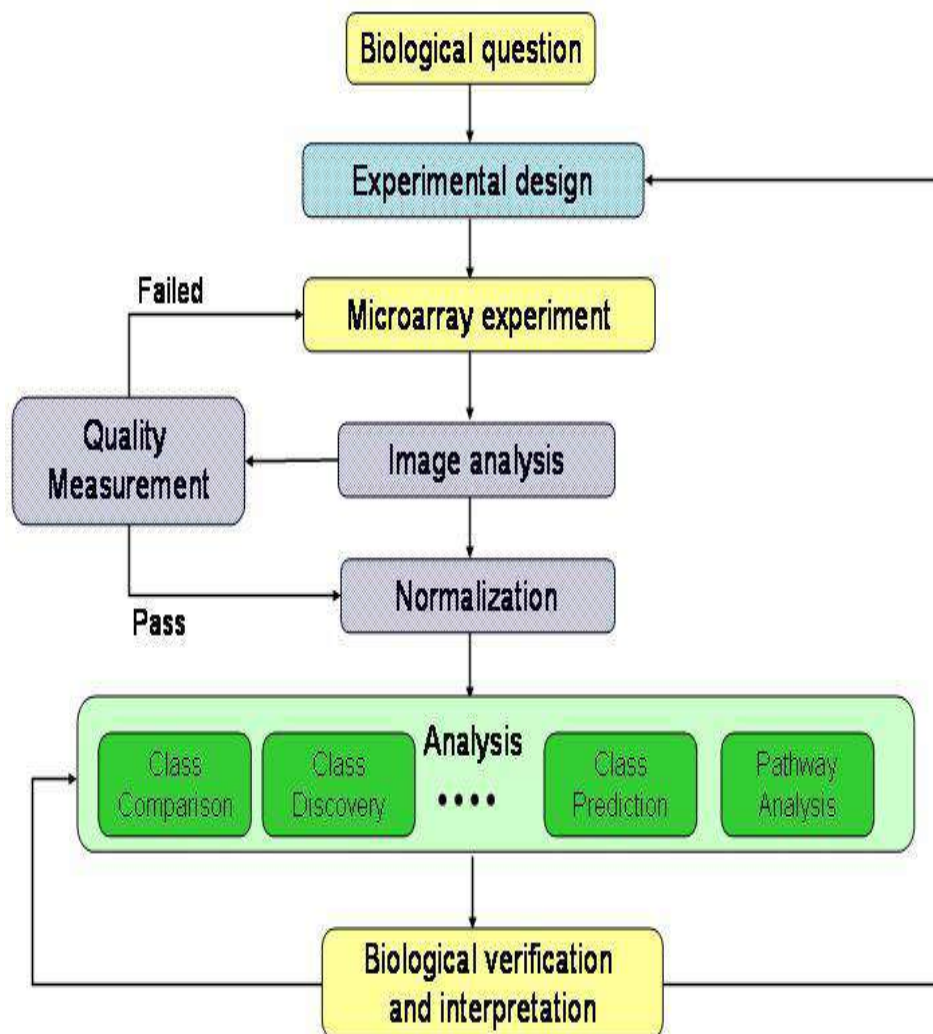 Biological question
Experimental design
Failed
Microarray experiment
Quality
Measurement
Image analysis
Normalization
Pass
Analysis
Class
Comparison
Class
Discovery
Class
Prediction
Pathway
Analysis
Biological verification
and interpretation